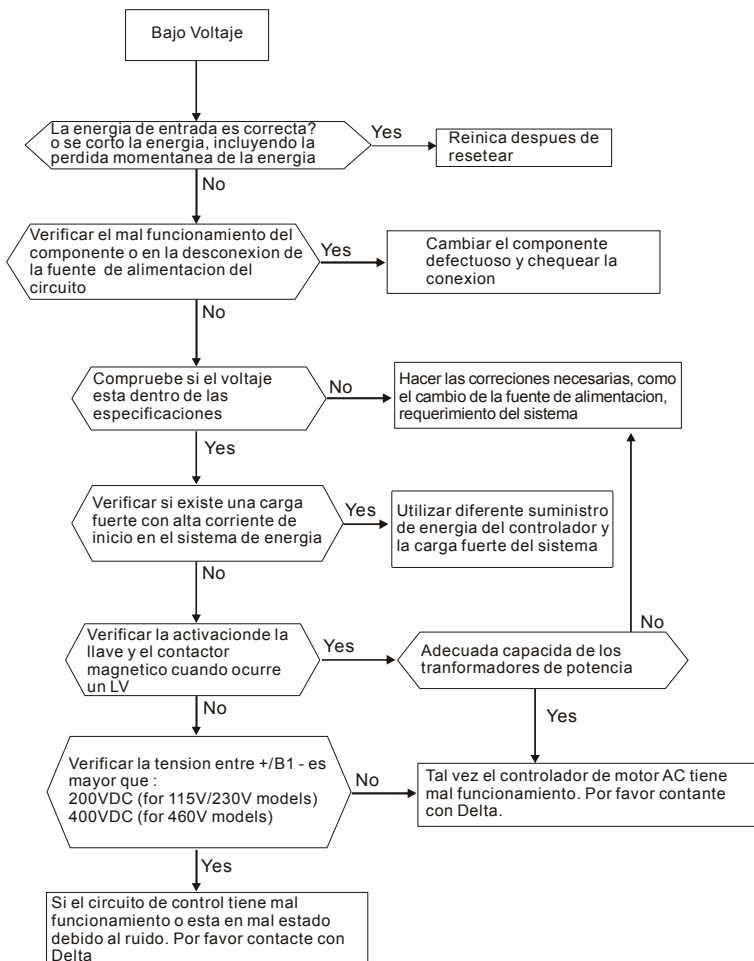 Bajo Voltaje
La energia de entrada es correcta?
o se corto la energia, incluyendo la
perdida momentanea de la energia
Yes
Reinica despues de
resetear
No
Verificar el mal funcionamiento del
componente o en la desconexion de
la fuente de alimentacion del
circuito
Yes
Cambiar el componente
defectuoso y chequear la
conexion
No
Compruebe si el voltaje
esta dentro de las
especificaciones
No
Hacer las correciones necesarias, como
el cambio de la fuente de alimentacion,
requerimiento del sistema
Yes
Verificar si existe una carga
fuerte con alta corriente de
inicio en el sistema de energia
Yes
Utilizar diferente suministro
de energia del controlador y
la carga fuerte del sistema
No
Verificar la activacionde la
llave y el contactor
magnetico cuando ocurre
un LV
Yes
Adecuada capacida de los
tranformadores de potencia
No
Yes
No
Verificar la tension entre +/B1 - es
mayor que :
200VDC (for 115V/230V models)
400VDC (for 460V models)
No
Tal vez el controlador de motor AC tiene
mal funcionamiento. Por favor contante
con Delta.
Yes
Si el circuito de control tiene mal
funcionamiento o esta en mal estado
debido al ruido. Por favor contacte con
Delta